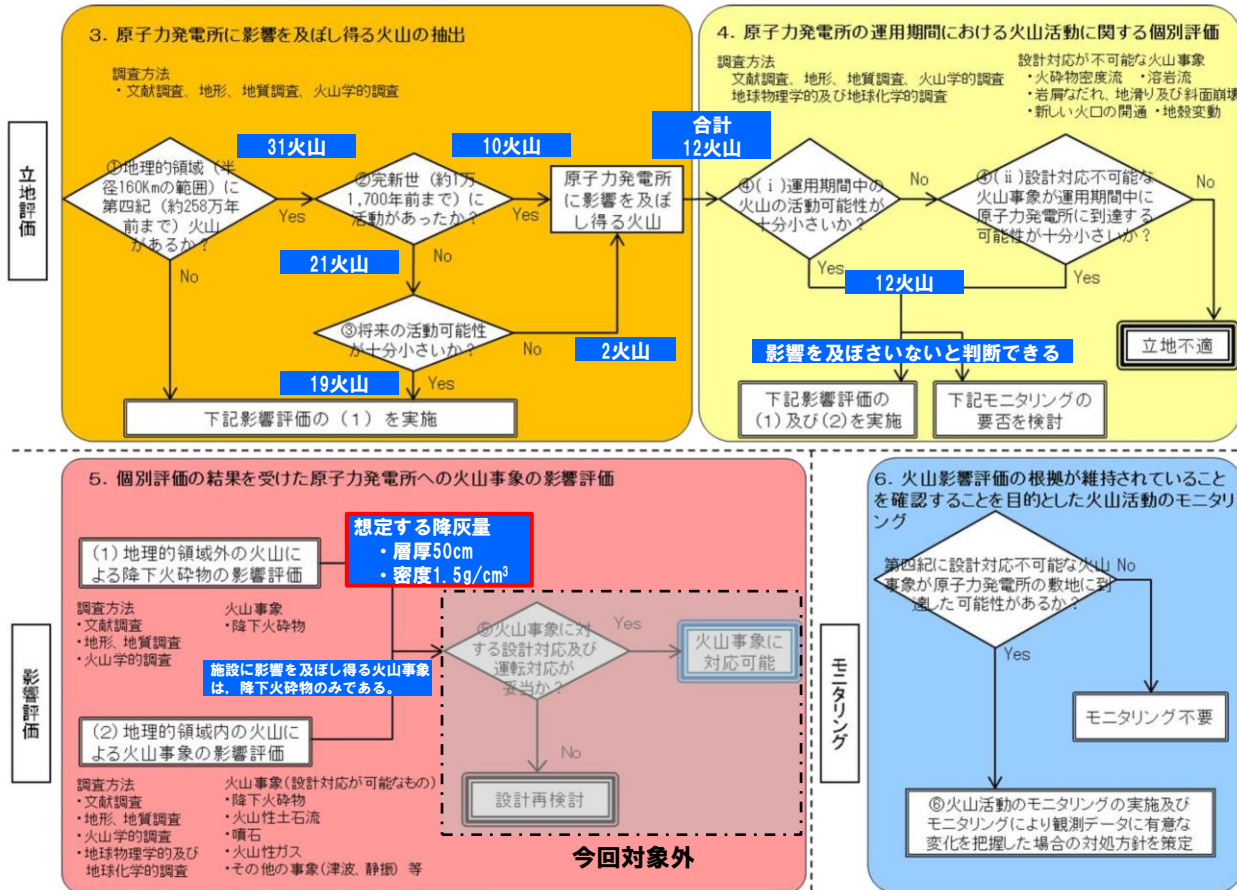 3. 原子力発電所に影響を及ぼし得る火山の抽出
調査方法
・文献調査、地形、地質調査、火山学的調査
立地評価
31火山
10火山
合計
12火山
①地理的領域（半
径160Kmの範囲）に
第四紀（約258万年
前まで）火山
があるか？
Yes
No
②完新世（約1万
1,700年前まで）に
活動があったか？
Yes
No
原子力発電所
に影響を及ぼ
し得る火山
21火山
③将来の活動可能性
が十分小さいか？
No
2火山
19火山
Yes
下記影響評価の（1）を実施
4. 原子力発電所の運用期間における火山活動に関する個別評価
調査方法
文献調査、地形、地質調査、火山学的調査
地球物理学的及び地球化学的調査
設計対応が不可能な火山事象
・火砕物密度流 ・溶岩流
・岩屑なだれ、地滑り及び斜面崩壊
・新しい火口の開通 ・地殻変動
④(ⅰ)運用期間中の
火山の活動可能性が
十分小さいか？
No
Yes
④(ⅱ)設計対応不可能な
火山事象が運用期間中に
原子力発電所に到達する
可能性が十分小さいか？
No
Yes
12火山
影響を及ぼさいないと判断できる
立地不適
下記影響評価の
(1)及び(2)を実施
下記モニタリングの
要否を検討
5. 個別評価の結果を受けた原子力発電所への火山事象の影響評価
影響評価
(1)地理的領域外の火山に
よる降下火砕物の影響評価
想定する降灰量
・層厚50cm
・密度1.5g/cm³
調査方法
・文献調査
・地形、地質調査
・火山学的調査
火山事象
・降下火砕物
施設に影響を及ぼし得る火山事象
は，降下火砕物のみである。
⑤火山事象に対
する設計対応及び
運転対応が
妥当か？
Yes
火山事象に
対応可能
No
設計再検討
今回対象外
(2)地理的領域内の火山に
よる火山事象の影響評価
調査方法
・文献調査
・地形、地質調査
・火山学的調査
・地球物理学的及び
地球化学的調査
火山事象(設計対応が可能なもの)
・降下火砕物
・火山性土石流
・噴石
・火山性ガス
・その他の事象(津波、静振) 等
モニタリング
6. 火山影響評価の根拠が維持されていること
を確認することを目的とした火山活動のモニタリ
ング
第四紀に設計対応不可能な火山
事象が原子力発電所の敷地に到
達した可能性があるか？
No
Yes
モニタリング不要
⑥火山活動のモニタリングの実施及び
モニタリングにより観測データに有意な
変化を把握した場合の対処方針を策定